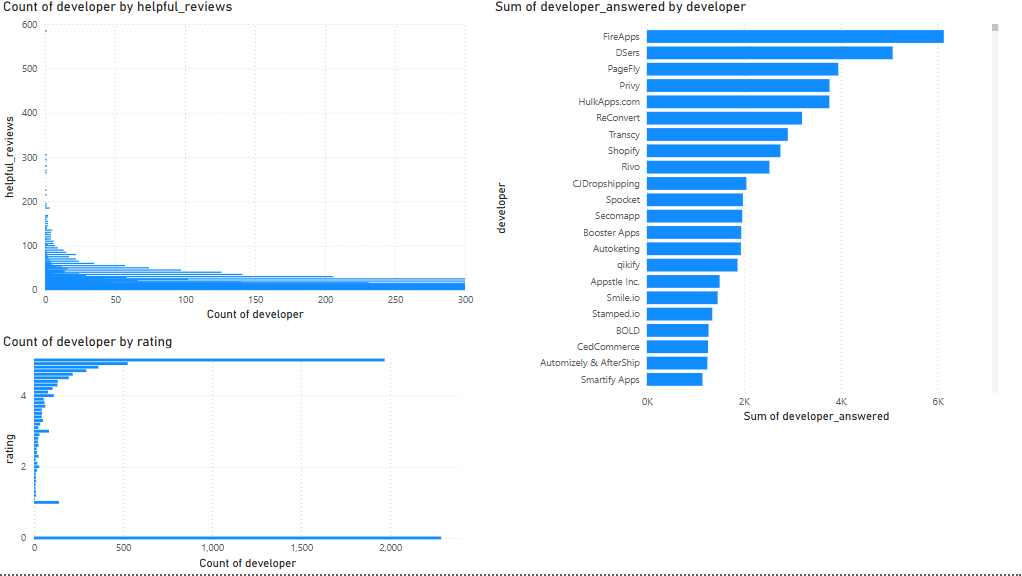 Count of developer by helpful_reviews
600
500
400
300
200
100
0
helpful_reviews
0 50 100 150 200 250 300
Count of developer
Count of developer by rating
4
2
0
rating
0 500 1,000 1,500 2,000
Count of developer
Sum of developer_answered by developer
developer
FireApps
DSers
PageFly
Privy
HulkApps.com
ReConvert
Transcy
Shopify
Rivo
CJDropshipping
Spocket
Secomapp
Booster Apps
Autoketing
qikify
Appstle Inc.
Smile.io
Stamped.io
BOLD
CedCommerce
Automizely & AfterShip
Smartify Apps
0K 2K 4K 6K
Sum of developer_answered